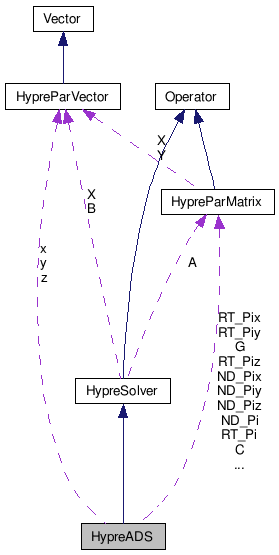 Vector
HypreParVector
Operator
X
Y
HypreParMatrix
X
B
x
y
z
A
RT_Pix
RT_Piy
G
RT_Piz
ND_Pix
ND_Piy
ND_Piz
ND_Pi
RT_Pi
C
...
HypreSolver
HypreADS